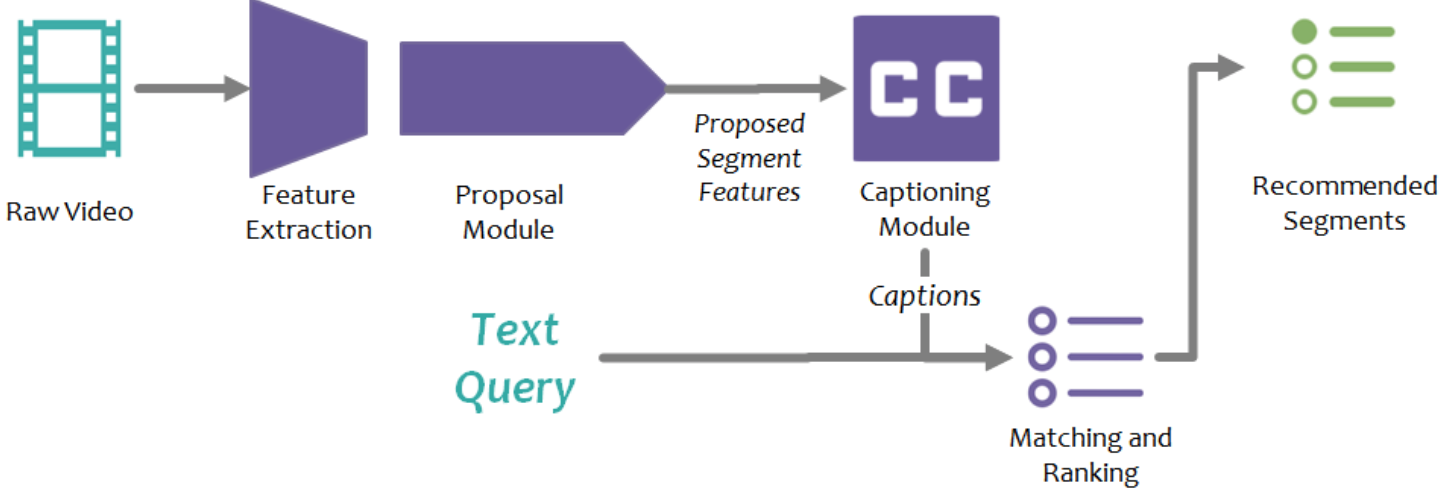 CC
Proposed
Segment
Features
Raw Video
Feature
Extraction
Proposal
Module
Captioning
Module
Recommended
Segments
Captions
Text
Query
Matching and
Ranking